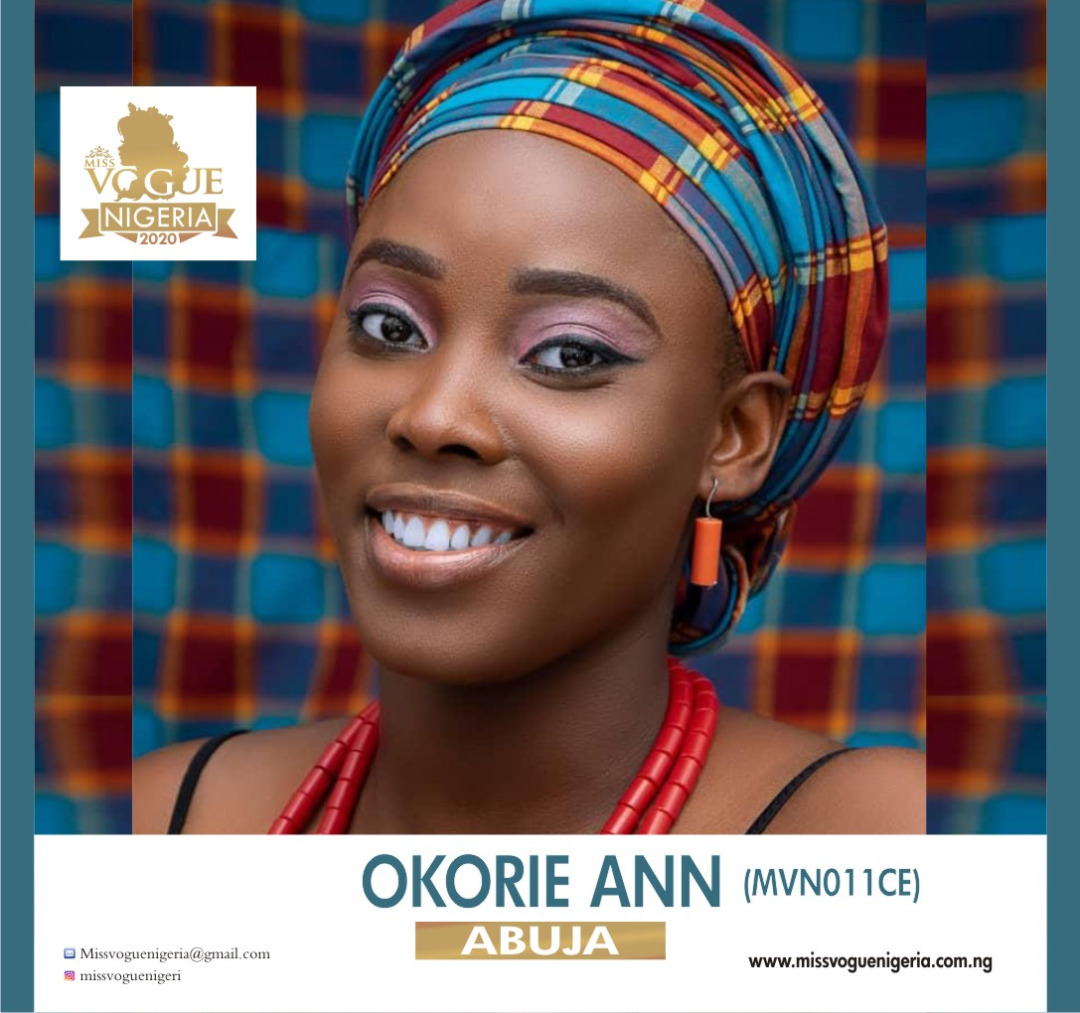 MISS
VOGUE
NIGERIA
2020
OKORIE ANN (MVN011CE)
ABUJA
Missvoguenigeria@gmail.com
missvoguenigeri
www.missvoguenigeria.com.ng